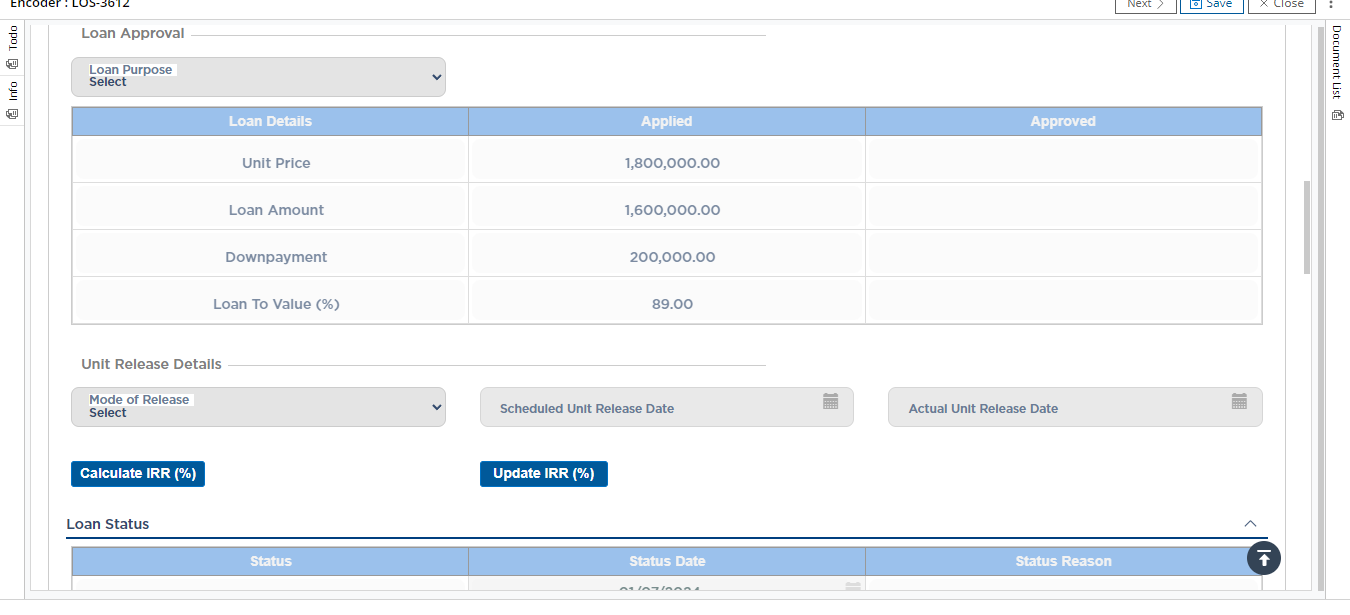 Encoder : LOS-3612
Next Save Close
Todo
Info
Document List
Loan Approval
Loan Purpose
Select
Loan Details Applied Approved
Unit Price 1,800,000.00
Loan Amount 1,600,000.00
Downpayment 200,000.00
Loan To Value (%) 89.00
Unit Release Details
Mode of Release
Select
Scheduled Unit Release Date
Actual Unit Release Date
Calculate IRR (%) Update IRR (%)
Loan Status
Status Status Date Status Reason
01/07/2024